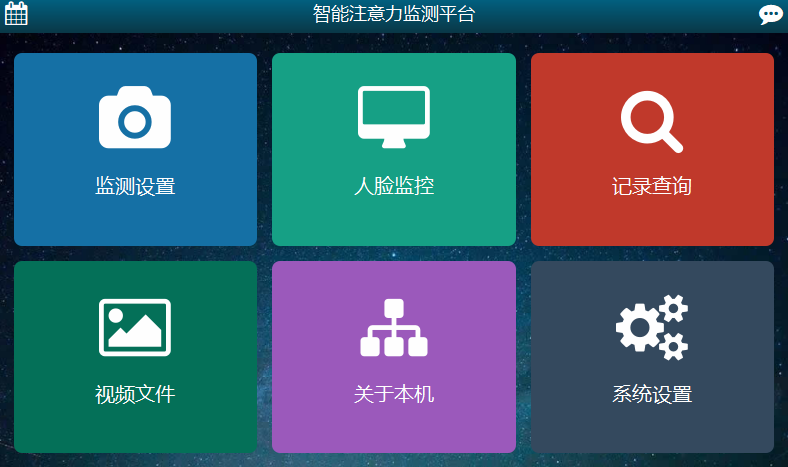 智能注意力监测平台
监测设置
人脸监控
记录查询
视频文件
关于本机
系统设置